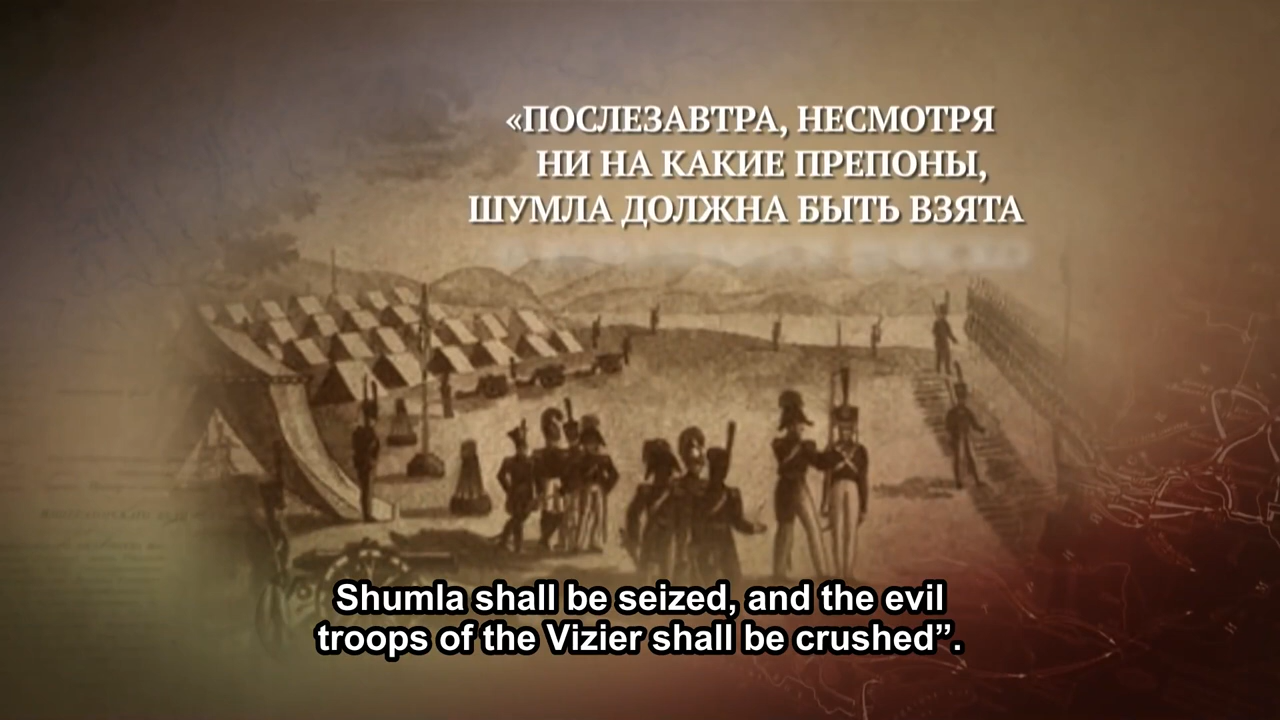 «ПОСЛЕЗАВТРА, НЕСМОТРЯ
НИ НА КАКИЕ ПРЕПОНЫ,
ШУМЛА ДОЛЖНА БЫТЬ ВЗЯТА
Shumla shall be seized, and the evil
troops of the Vizier shall be crushed”.